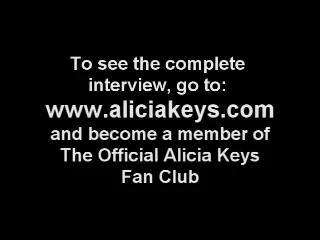 To see the complete
interview, go to:
www.aliciakeys.com
and become a member of
The Official Alicia Keys
Fan Club